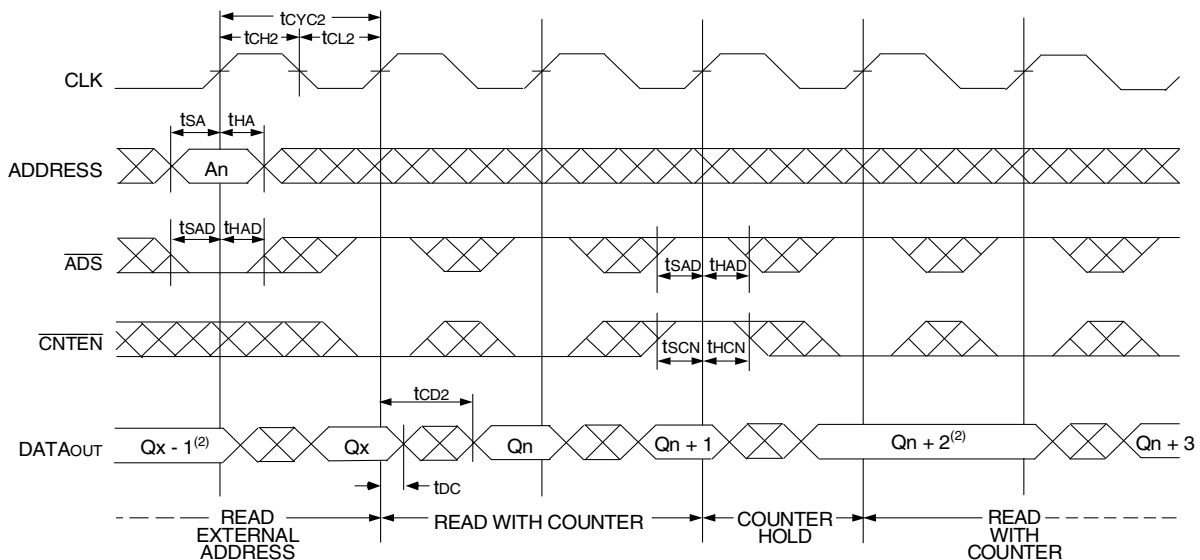 tCYC2
tCH2 tCL2
CLK
tSA tHA
ADDRESS An
tSAD tHAD
ADS tSAD tHAD
CNTEN
tSCN tHCN
tCD2
DATAOUT Qx - 1(2) Qx Qn Qn + 1 Qn + 2(2) Qn + 3
tDC
READ EXTERNAL ADDRESS
READ WITH COUNTER
COUNTER HOLD
READ WITH COUNTER